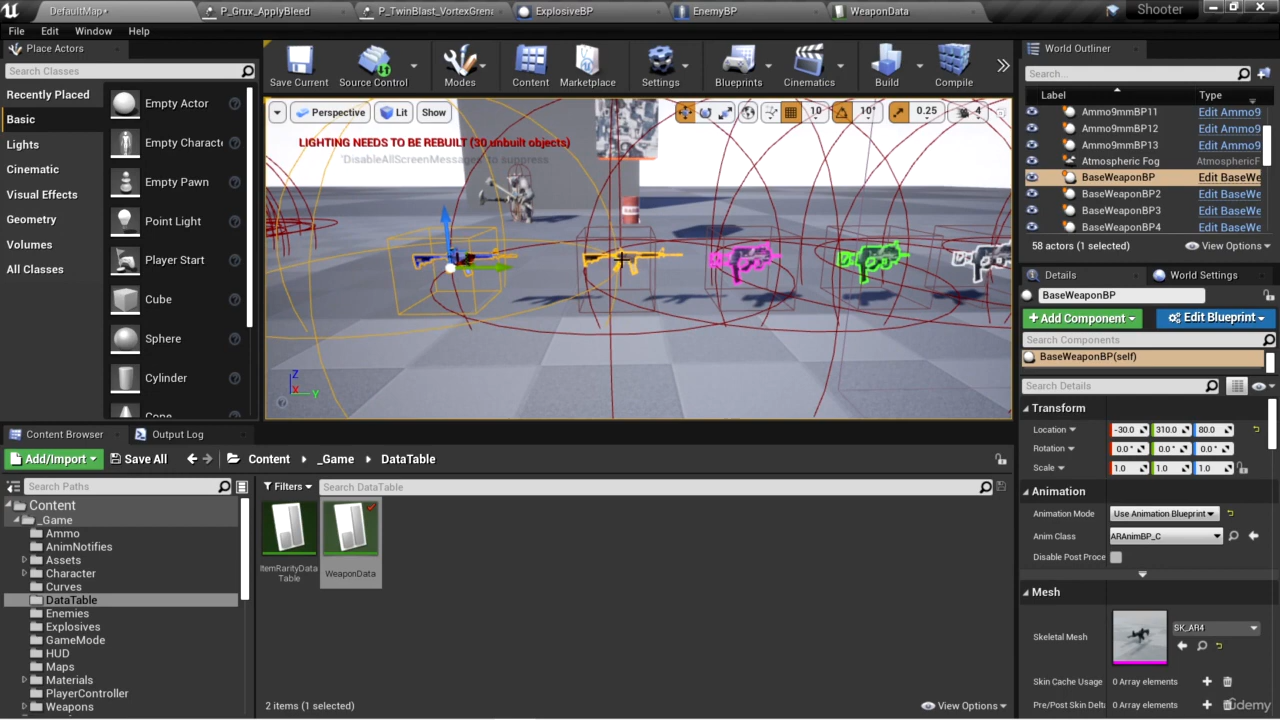 DefaultMap*
P_Grux_ApplyBleed
P_TwinBlast_VortexGrena
ExplosiveBP
EnemyBP
WeaponData
Shooter
File
Edit
Window
Help
Place Actors
Search Classes
Recently Placed
Basic
Lights
Cinematic
Visual Effects
Geometry
Volumes
All Classes
Empty Actor
Empty Charact
Empty Pawn
Point Light
Player Start
Cube
Sphere
Cylinder
Cone
Save Current
Source Control
Modes
Content
Marketplace
Settings
Blueprints
Cinematics
Build
Compile
Perspective
Lit
Show
10
10°
0.25
4
LIGHTING NEEDS TO BE REBUILT (30 unbuilt objects)
'DisableAllScreenMessages' to suppress
Z
X
Y
World Outliner
Search...
Label
Type
Ammo9mmBP11
Edit Ammo9
Ammo9mmBP12
Edit Ammo9
Ammo9mmBP13
Edit Ammo9
Atmospheric Fog
AtmosphericF
BaseWeaponBP
Edit BaseWe
BaseWeaponBP2
Edit BaseWe
BaseWeaponBP3
Edit BaseWe
BaseWeaponBP4
Edit BaseWe
58 actors (1 selected)
View Options
Details
World Settings
BaseWeaponBP
+ Add Component
Edit Blueprint
Search Components
BaseWeaponBP(self)
Search Details
Transform
Location
-30.0
310.0
80.0
Rotation
0.0 °
0.0 °
0.0 °
Scale
1.0
1.0
1.0
Animation
Animation Mode
Use Animation Blueprint
Anim Class
ARAnimBP_C
Disable Post Proce
Mesh
Skeletal Mesh
SK_AR4
Skin Cache Usage
0 Array elements
Pre/Post Skin Delta
0 Array elements
Udemy
Content Browser
Output Log
Add/Import
Save All
Content
_Game
DataTable
Search Paths
Filters
Search DataTable
Content
_Game
Ammo
AnimNotifies
Assets
Character
Curves
DataTable
Enemies
Explosives
GameMode
HUD
Maps
Materials
PlayerController
Weapons
ItemRarityData
Table
WeaponData
2 items (1 selected)
View Options